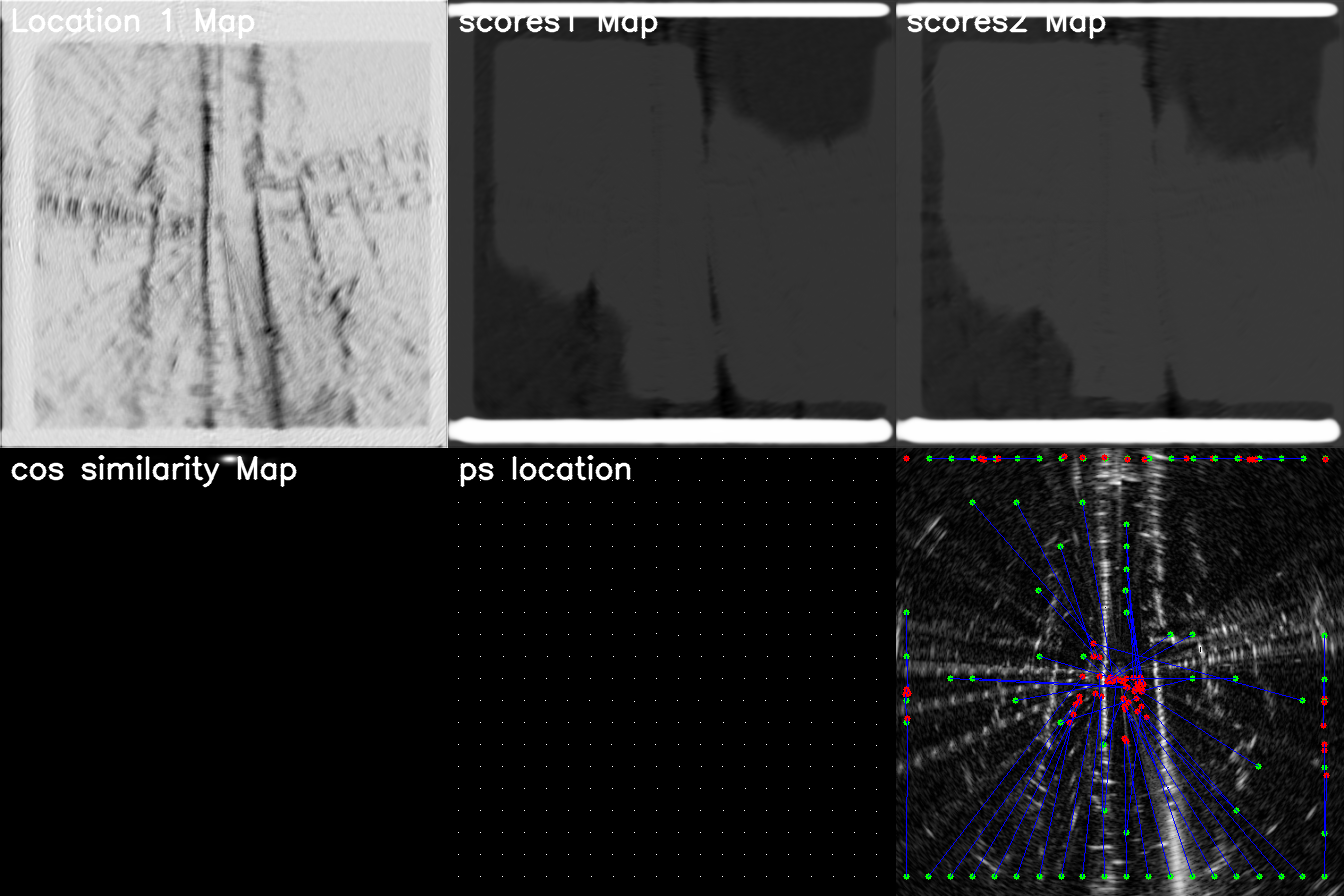 Location 1 Map
scores1 Map
scores2 Map
cos similarity Map
ps location